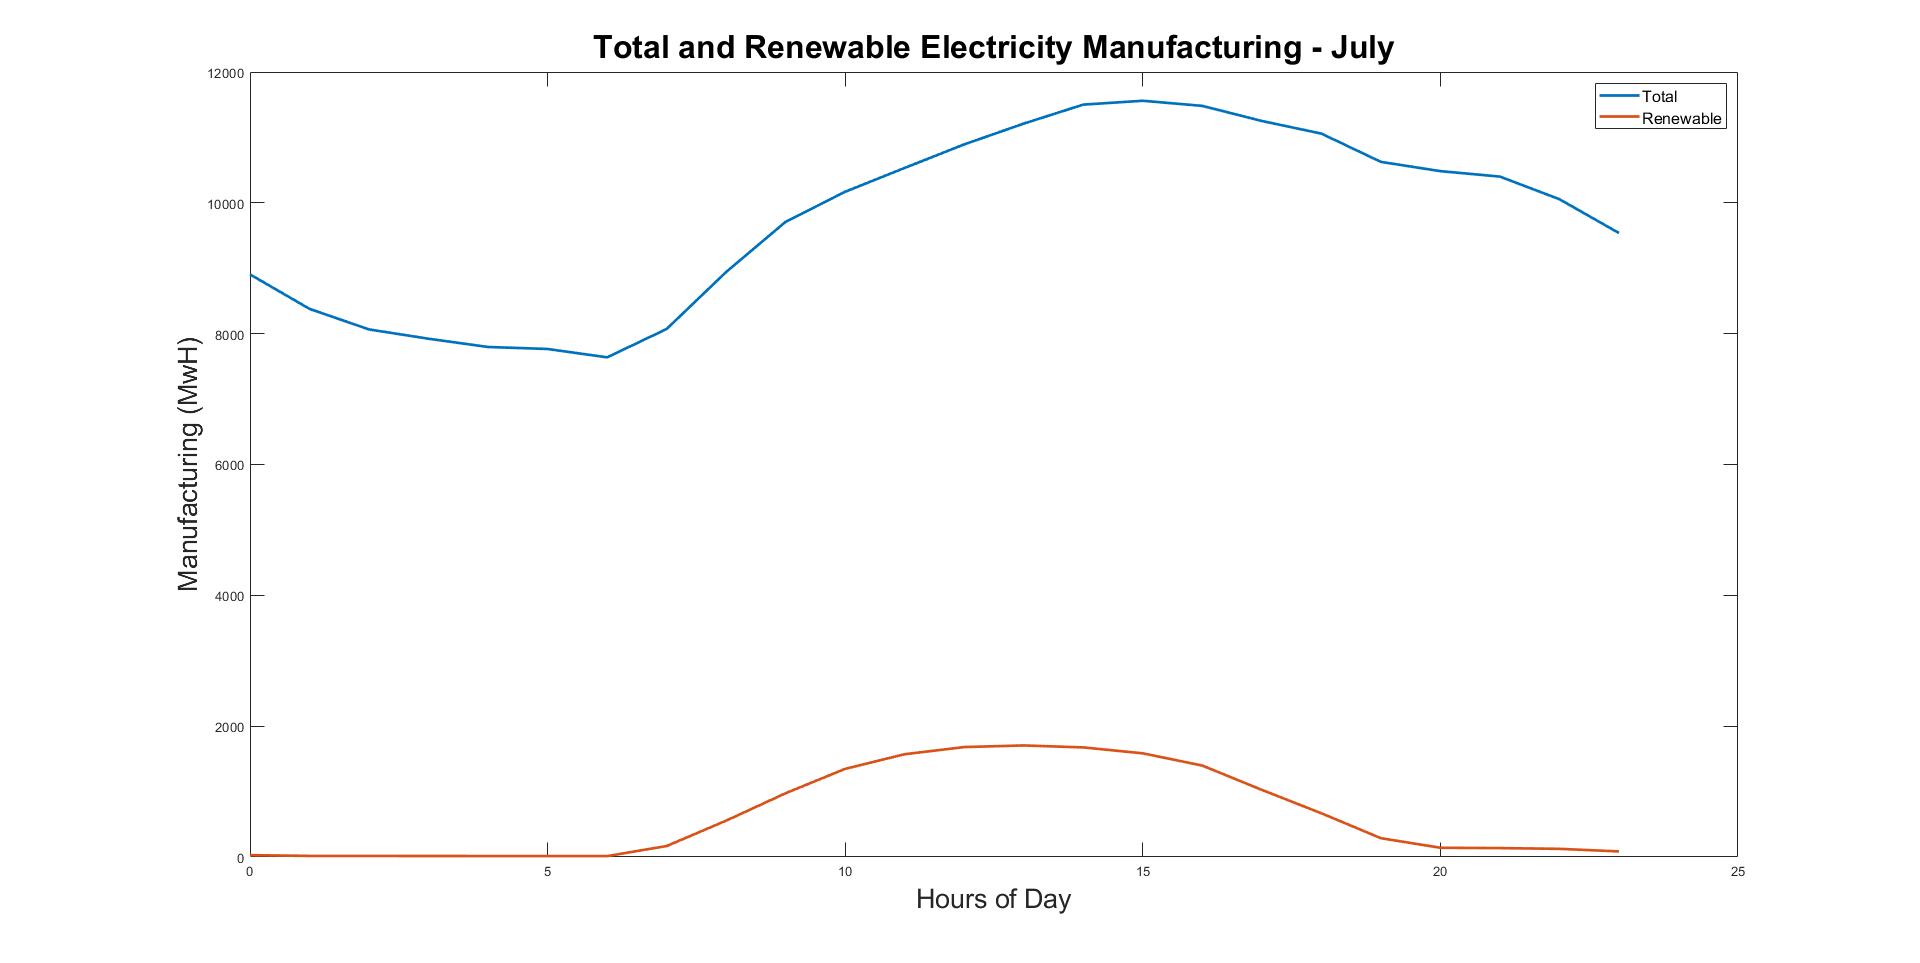 Total and Renewable Electricity Manufacturing - July
12000
10000
8000
6000
4000
2000
0
Manufacturing (MwH)
Total
Renewable
0 5 10 15 20 25
Hours of Day